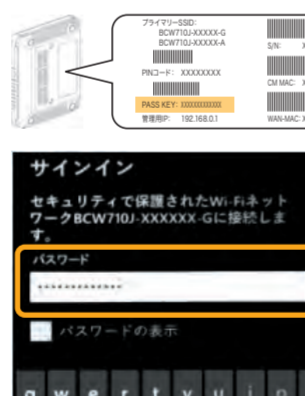 プライマリーSSID:
BCW710J-XXXXX-G
BCW710J-XXXXX-A
S/N: X
PINコード: XXXXXXXX
CM MAC: X
PASS KEY: XXXXXXXXXXXXX
管理用IP: 192.168.0.1
WAN-MAC: X
サインイン
セキュリティで保護されたWi-Fiネット
ワークBCW710J-XXXXXX-Gに接続しま
す。
パスワード
*************
パスワードの表示
q w e r t y u i n